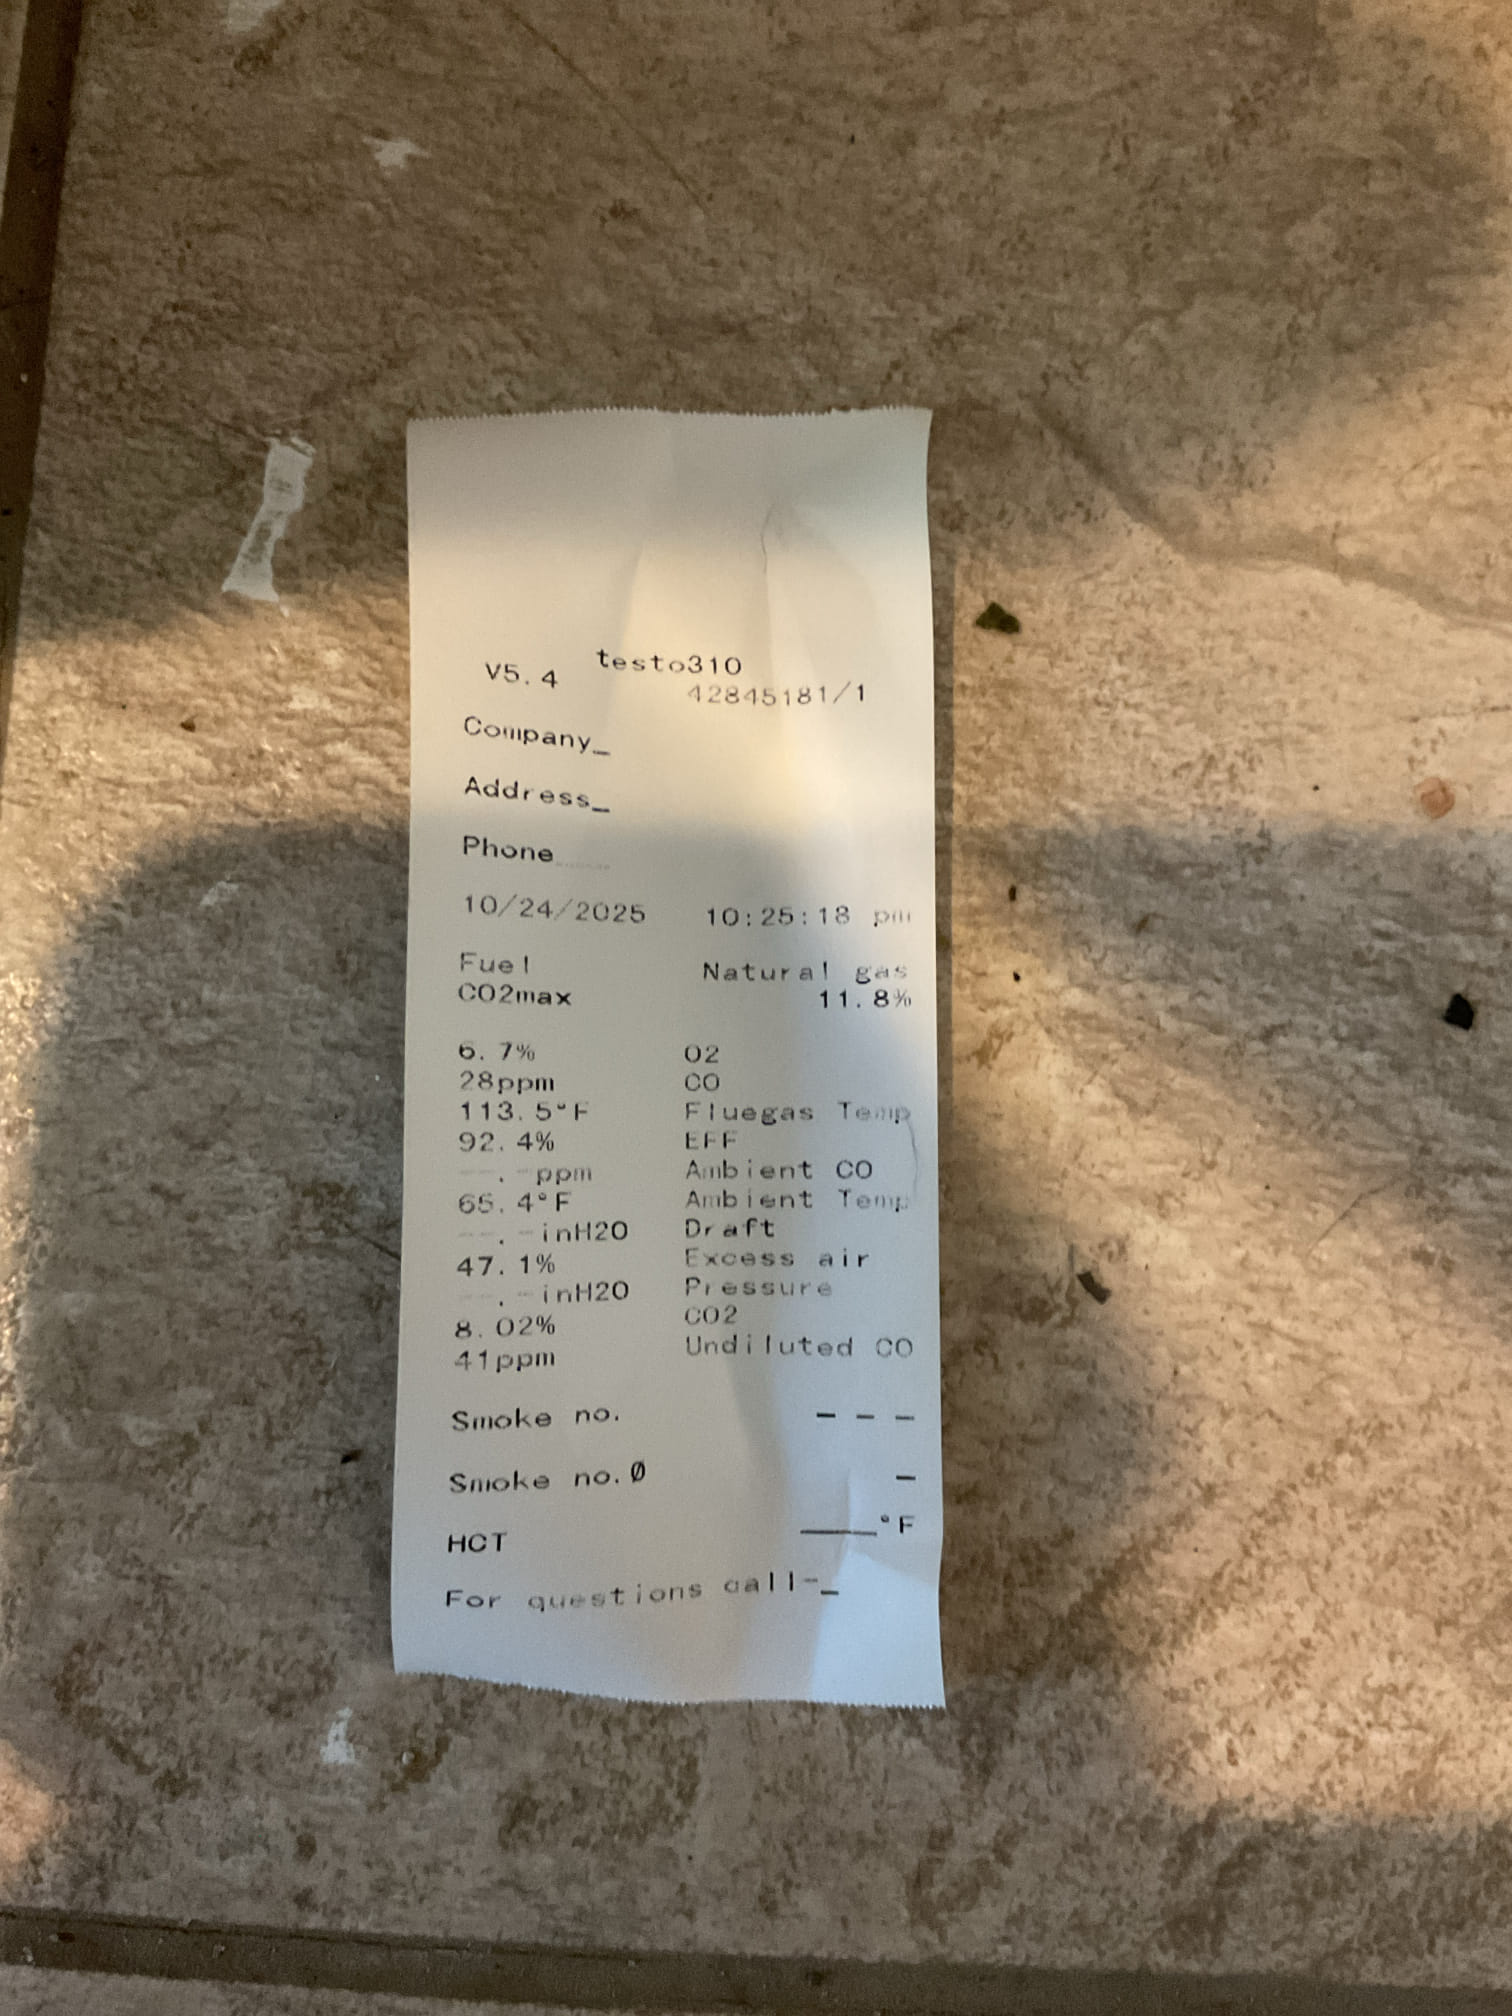 testo310
V5.4 42845181/1
Company_
Address_
Phone
10/24/2025 10:25:18 pm
Fuel Natural gas
CO2max 11.8%
6.7% O2
28ppm CO
113.5°F Fluegas Temp
92.4% EFF
--.-ppm Ambient CO
65.4°F Ambient Temp
--.-inH2O Draft
47.1% Excess air
--.-inH2O Pressure
8.02% CO2
41ppm Undiluted CO
Smoke no. - - -
Smoke no.0 -
HCT ____°F
For questions call-_